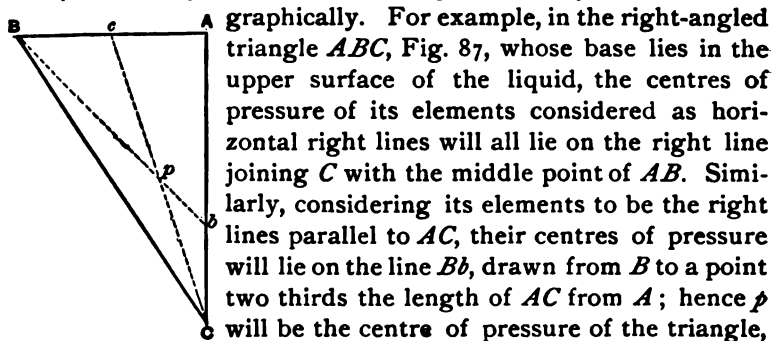 graphically. For example, in the right-angled
triangle ABC, Fig. 87, whose base lies in the
upper surface of the liquid, the centres of
pressure of its elements considered as hori-
zontal right lines will all lie on the right line
joining C with the middle point of AB. Simi-
larly, considering its elements to be the right
lines parallel to AC, their centres of pressure
will lie on the line Bb, drawn from B to a point
two thirds the length of AC from A; hence p
will be the centre of pressure of the triangle,
B c A
p
b
C